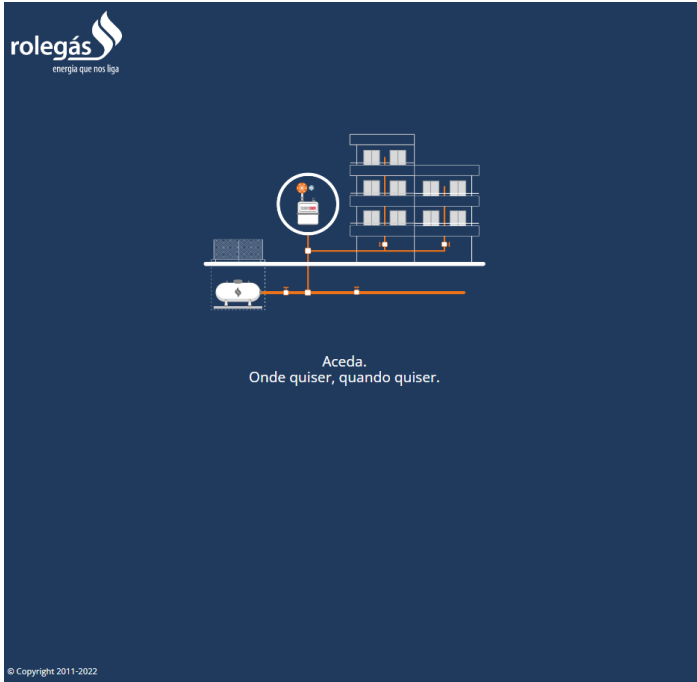 rolegás
energia que nos liga
Aceda.
Onde quiser, quando quiser.
© Copyright 2011-2022